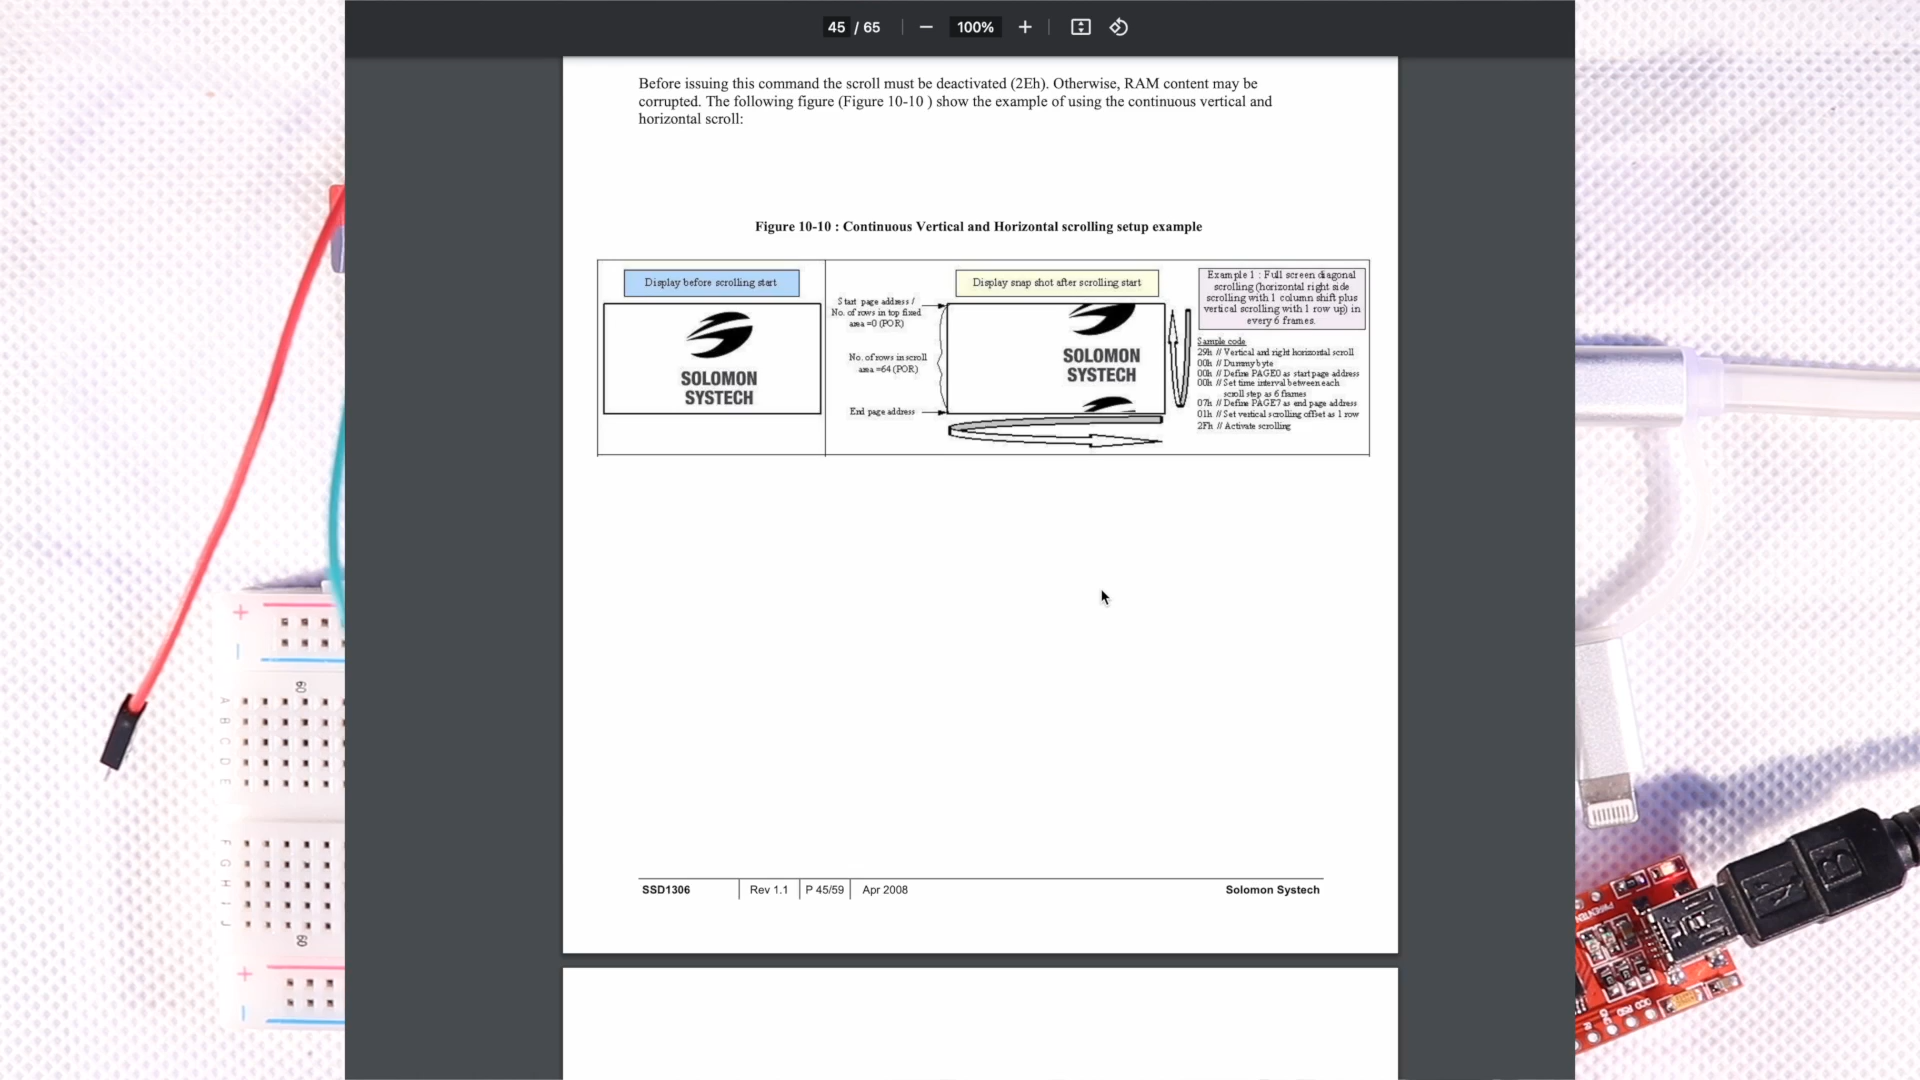 45 / 65
100%
Before issuing this command the scroll must be deactivated (2Eh). Otherwise, RAM content may be
corrupted. The following figure (Figure 10-10 ) show the example of using the continuous vertical and
horizontal scroll:
Figure 10-10 : Continuous Vertical and Horizontal scrolling setup example
Display before scrolling start
SOLOMON
SYSTECH
Start page address /
No. of rows in top fixed
area =0 (POR)
No. of rows in scroll
area =64 (POR)
End page address
Display snap shot after scrolling start
SOLOMON
SYSTECH
Example 1 : Full screen diagonal
scrolling (horizontal right side
scrolling with 1 column shift plus
vertical scrolling with 1 row up) in
every 6 frames.
Sample code
29h // Vertical and right horizontal scroll
00h // Dummy byte
00h // Define PAGE0 as start page address
00h // Set time interval between each
scroll step as 6 frames
07h // Define PAGE7 as end page address
01h // Set vertical scrolling offset as 1 row
2Fh // Activate scrolling
SSD1306
Rev 1.1
P 45/59
Apr 2008
Solomon Systech
60
A
B
C
D
E
F
G
H
I
J
60